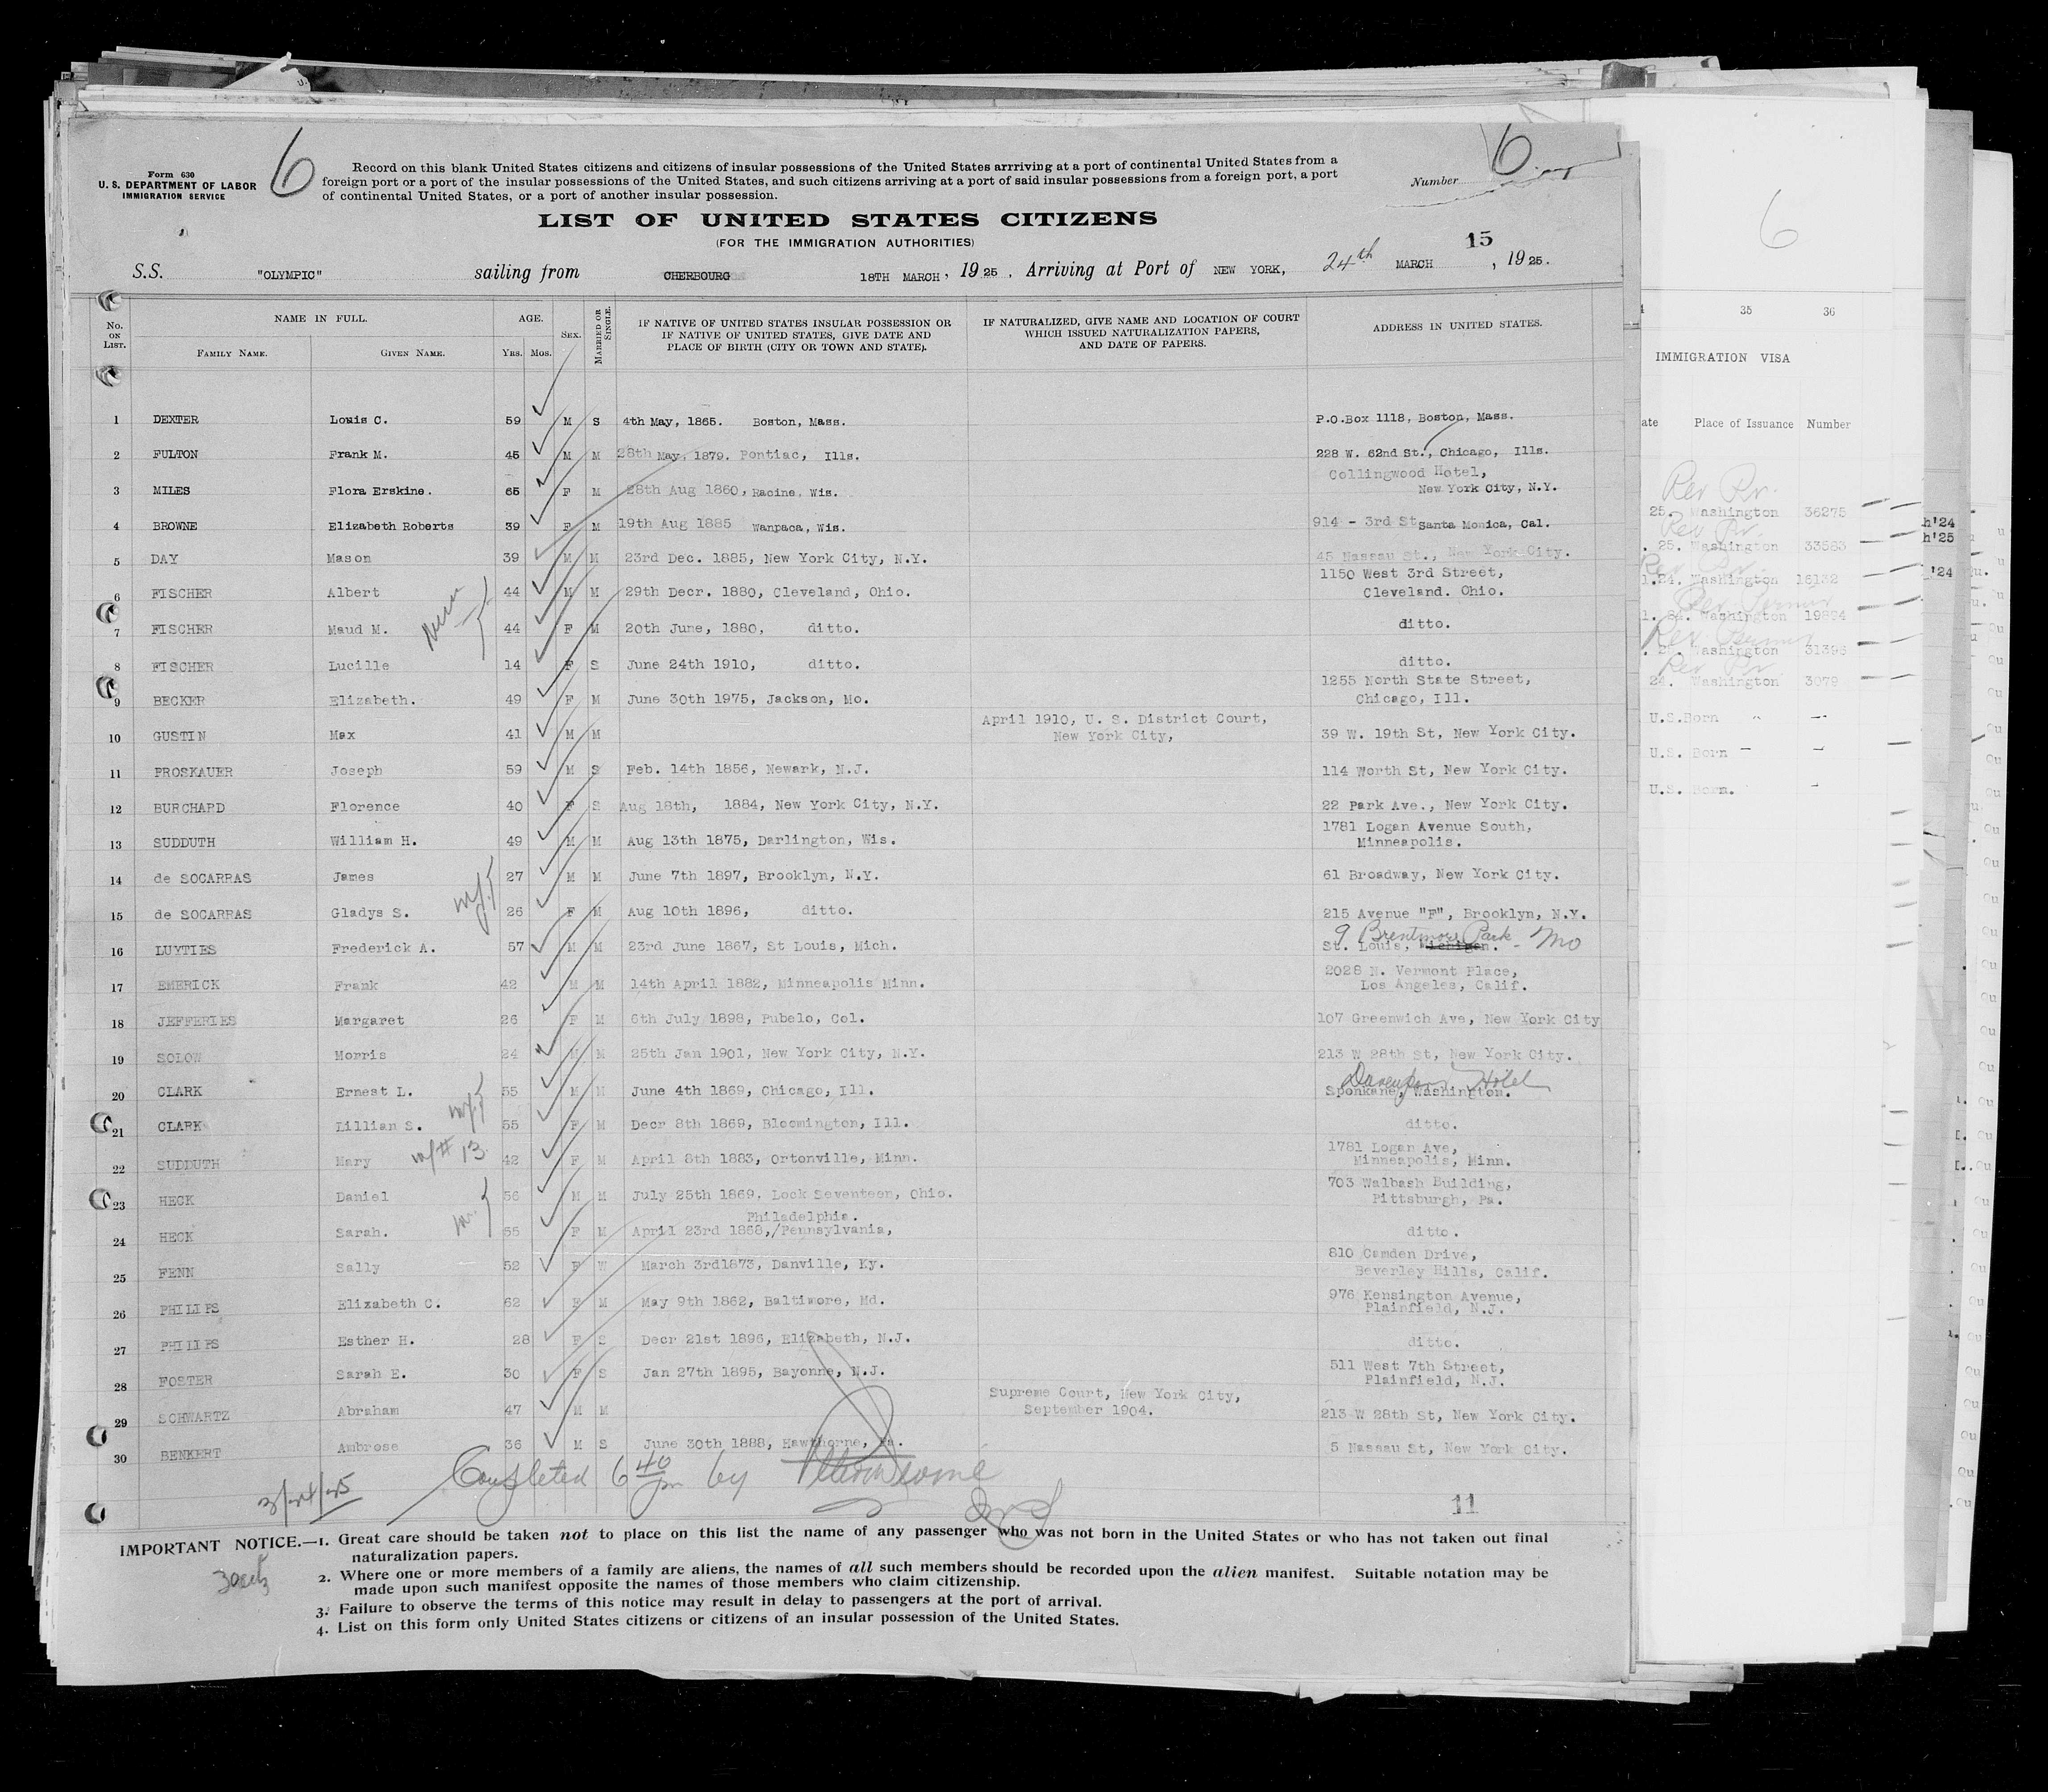 6
6
Form 630
U. S. DEPARTMENT OF LABOR
IMMIGRATION SERVICE
Record on this blank United States citizens and citizens of insular possessions of the United States arrriving at a port of continental United States from a
foreign port or a port of the insular possessions of the United States, and such citizens arriving at a port of said insular possessions from a foreign port, a port
of continental United States, or a port of another insular possession.
Number
LIST OF UNITED STATES CITIZENS
(FOR THE IMMIGRATION AUTHORITIES)
15
S.S. "OLYMPIC" sailing from CHERBOURG 18TH MARCH, 1925. Arriving at Port of NEW YORK, 24th MARCH, 1925.
No. ON LIST. NAME IN FULL. FAMILY NAME. GIVEN NAME. AGE. YRS. MOS. SEX. MARRIED OR SINGLE. IF NATIVE OF UNITED STATES INSULAR POSSESSION OR IF NATIVE OF UNITED STATES, GIVE DATE AND PLACE OF BIRTH (CITY OR TOWN AND STATE). IF NATURALIZED, GIVE NAME AND LOCATION OF COURT WHICH ISSUED NATURALIZATION PAPERS, AND DATE OF PAPERS. ADDRESS IN UNITED STATES.
1 DEXTER Louis C. 59 M S 4th May, 1865. Boston, Mass. P.O.Box 1118, Boston, Mass.
2 FULTON Frank M. 45 M M 28th May, 1879. Pontiac, Ills. 228 W. 62nd St., Chicago, Ills.
3 MILES Flora Erskine. 65 F M 28th Aug 1860, Racine, Wis. Collingwood Hotel, New York City, N.Y.
4 BROWNE Elizabeth Roberts 39 F M 19th Aug 1885 Wanpaca, Wis. 914 - 3rd St Santa Monica, Cal.
5 DAY Mason 39 M M 23rd Dec. 1885, New York City, N.Y. 45 Nassau St., New York City.
6 FISCHER Albert 44 M M 29th Decr. 1880, Cleveland, Ohio. 1150 West 3rd Street, Cleveland. Ohio.
7 FISCHER Maud M. 44 F M 20th June, 1880, ditto. ditto.
8 FISCHER Lucille 14 F S June 24th 1910, ditto. ditto.
9 BECKER Elizabeth. 49 F M June 30th 1975, Jackson, Mo. 1255 North State Street, Chicago, Ill.
10 GUSTIN Max 41 M M April 1910, U. S. District Court, New York City, 39 W. 19th St, New York City.
11 PROSKAUER Joseph 59 M S Feb. 14th 1856, Newark, N.J. 114 Worth St, New York City.
12 BURCHARD Florence 40 F S Aug 18th, 1884, New York City, N.Y. 22 Park Ave., New York City.
13 SUDDUTH William H. 49 M M Aug 13th 1875, Darlington, Wis. 1781 Logan Avenue South, Minneapolis.
14 de SOCARRAS James 27 M M June 7th 1897, Brooklyn, N.Y. 61 Broadway, New York City.
15 de SOCARRAS Gladys S. 26 F M Aug 10th 1896, ditto. 215 Avenue "F", Brooklyn, N.Y.
16 LUYTIES Frederick A. 57 M M 23rd June 1867, St Louis, Mich. 9 Brentmoor Park St. Louis, Michigan. - Mo
17 EMERICK Frank 42 M M 14th April 1882, Minneapolis Minn. 2028 N. Vermont Place, Los Angeles, Calif.
18 JEFFERIES Margaret 26 F M 6th July 1898, Pubelo, Col. 107 Greenwich Ave, New York City
19 SOLOW Morris 24 M M 25th Jan 1901, New York City, N.Y. 213 W 28th St, New York City.
20 CLARK Ernest L. 55 M M June 4th 1869, Chicago, Ill. Davenport Hotel Sponkane, Washington.
21 CLARK Lillian S. 55 F M Decr 8th 1869, Bloomington, Ill. ditto.
22 SUDDUTH Mary w/# 13 42 F M April 8th 1883, Ortonville, Minn. 1781 Logan Ave, Minneapolis, Minn.
23 HECK Daniel 56 M M July 25th 1869, Lock Seventeen, Ohio. 703 Walbash Building, Pittsburgh, Pa.
24 HECK Sarah. 55 F M Philadelphia. April 23rd 1868,/Pennsylvania, ditto.
25 FENN Sally 52 F W March 3rd1873, Danville, Ky. 810 Camden Drive, Beverley Hills, Calif.
26 PHILIPS Elizabeth C. 62 F M May 9th 1862, Baltimore, Md. 976 Kensington Avenue, Plainfield, N.J.
27 PHILIPS Esther H. 28 F S Decr 21st 1896, Elizabeth, N.J. ditto.
28 FOSTER Sarah E. 30 F S Jan 27th 1895, Bayonne, N.J. 511 West 7th Street, Plainfield, N.J.
29 SCHWARTZ Abraham 47 M M Supreme Court, New York City, September 1904. 213 W 28th St, New York City.
30 BENKERT Ambrose 36 M S June 30th 1888, Hawthorne, Pa. 5 Nassau St, New York City.
Completed 6 40 pm by
3/24/25
11
IMPORTANT NOTICE.—1. Great care should be taken not to place on this list the name of any passenger who was not born in the United States or who has not taken out final
naturalization papers.
2. Where one or more members of a family are aliens, the names of all such members should be recorded upon the alien manifest. Suitable notation may be
made upon such manifest opposite the names of those members who claim citizenship.
3. Failure to observe the terms of this notice may result in delay to passengers at the port of arrival.
4. List on this form only United States citizens or citizens of an insular possession of the United States.
6
35 36
IMMIGRATION VISA
Place of Issuance Number
25. Washington 36275
25. Washington 33583
24. Washington 16132
Washington 19894
Washington 31396
24. Washington 3079
U.S.Born
U.S. Born
U.S. Born.
h'24
h'25
'24